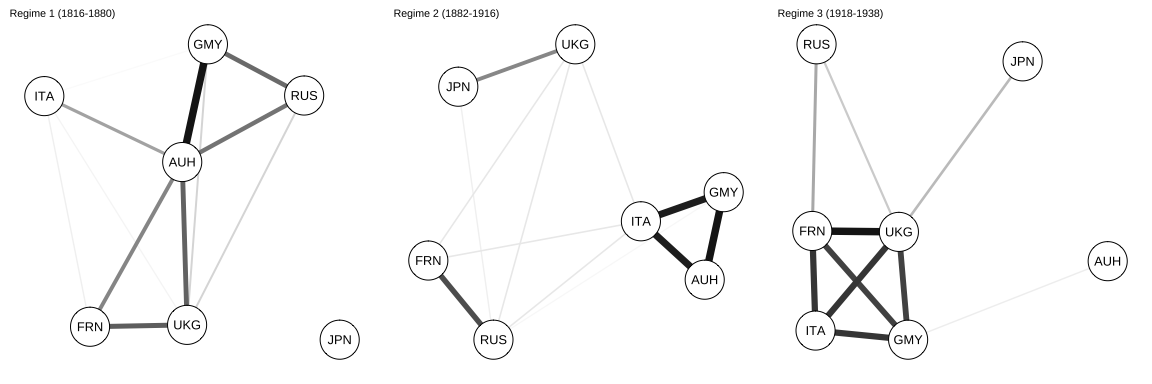 Regime 1 (1816-1880)
GMY
ITA
RUS
AUH
FRN
UKG
JPN
Regime 2 (1882-1916)
UKG
JPN
GMY
ITA
FRN
AUH
RUS
Regime 3 (1918-1938)
RUS
JPN
FRN
UKG
AUH
ITA
GMY